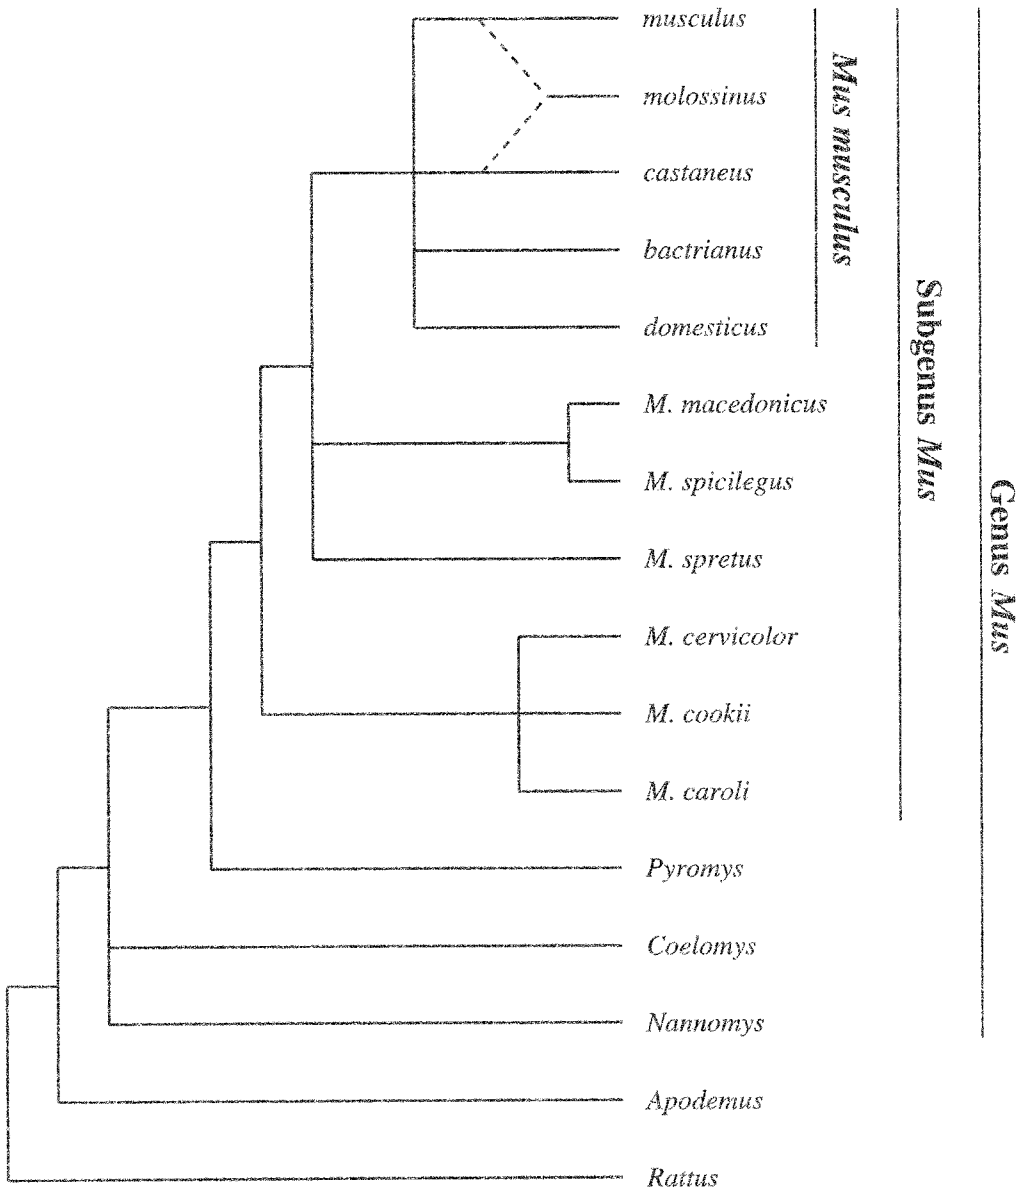 musculus
molossinus
castaneus
bactrianus
domesticus
M. macedonicus
M. spicilegus
M. spretus
M. cervicolor
M. cookii
M. caroli
Pyromys
Coelomys
Nannomys
Apodemus
Rattus
Mus musculus
Subgenus Mus
Genus Mus